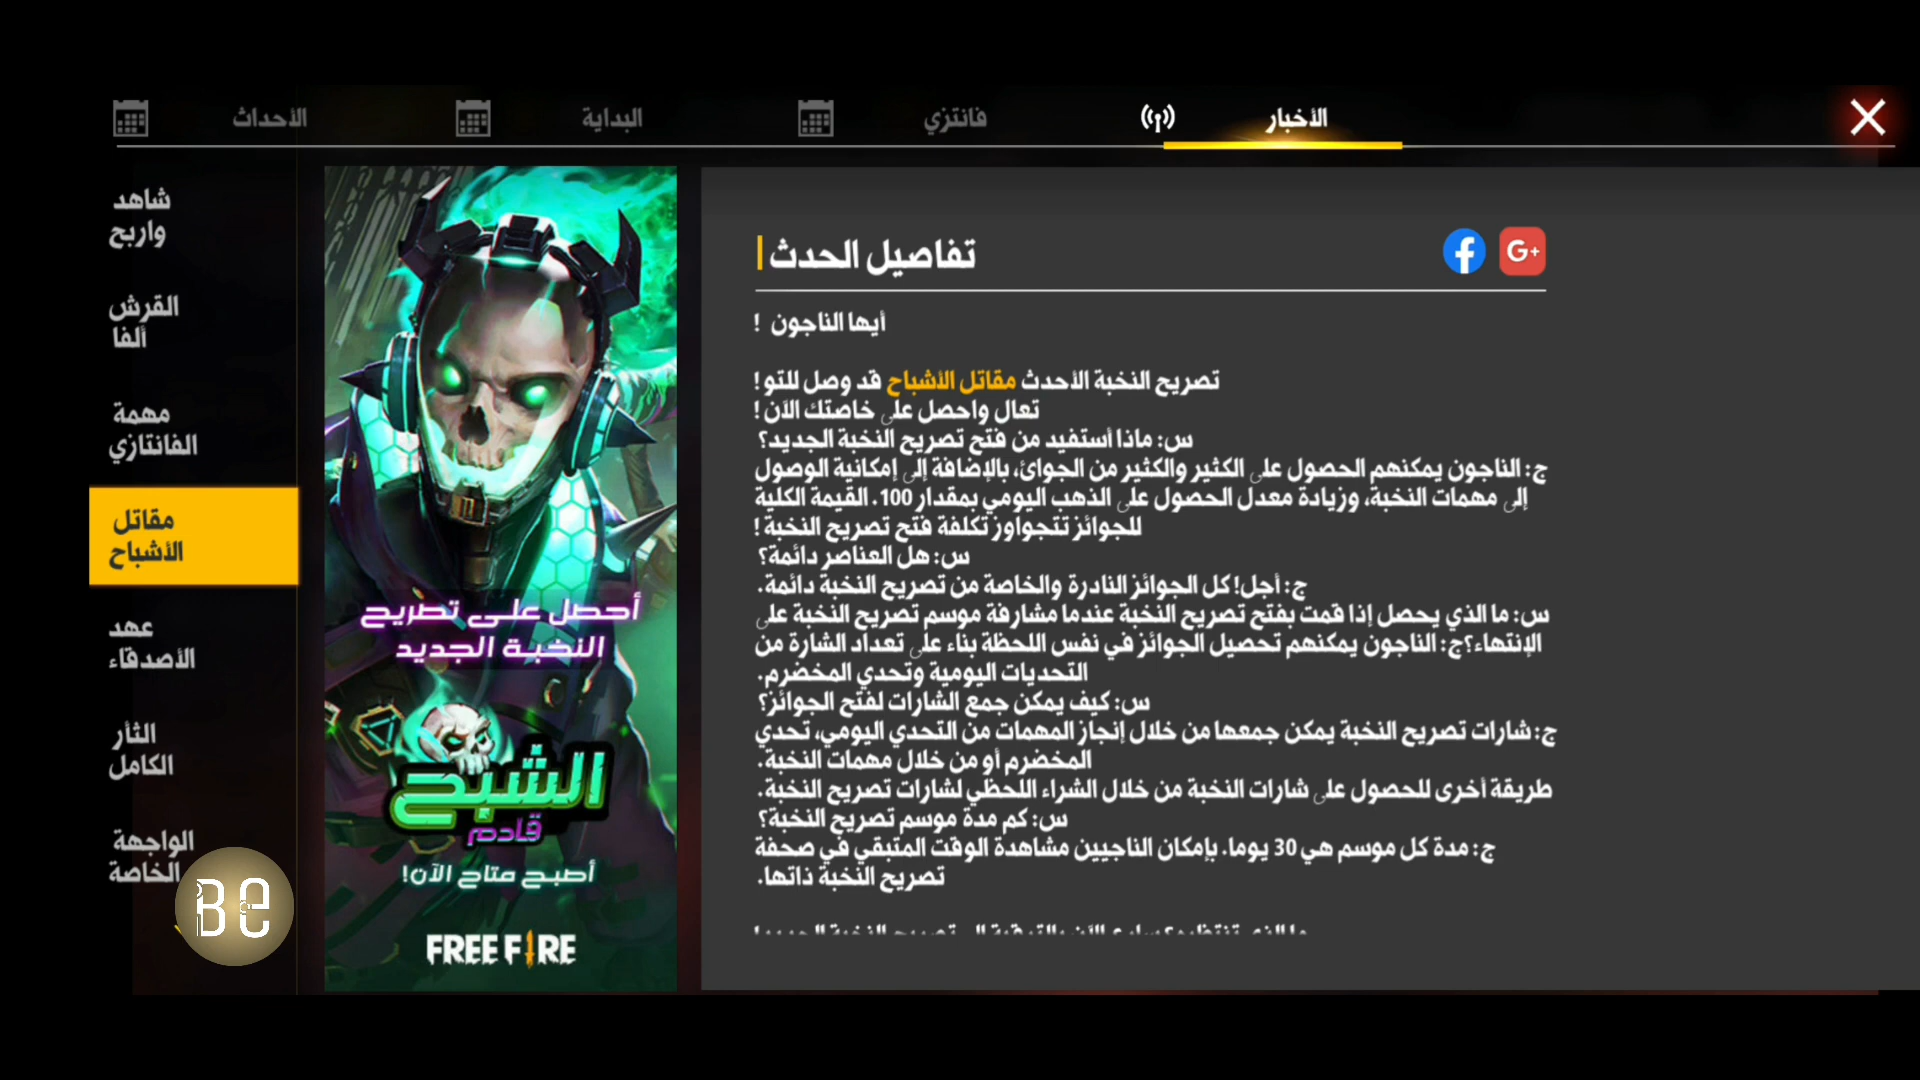 الأحداث
البداية
فانتزي
الأخبار
شاهد
واربح
القرش
ألفا
مهمة
الفانتازي
مقاتل
الأشباح
عهد
الأصدقاء
الثأر
الكامل
الواجهة
الخاصة
BE
أحصل على تصريح
النخبة الجديد
الشبح
قادم
أصبح متاح الآن!
FREE FIRE
تفاصيل الحدث
G+
أيها الناجون !
تصريح النخبة الأحدث مقاتل الأشباح قد وصل للتو!
تعال واحصل على خاصتك الآن!
س: ماذا أستفيد من فتح تصريح النخبة الجديد؟
ج: الناجون يمكنهم الحصول على الكثير والكثير من الجوائ، بالإضافة إلى إمكانية الوصول
إلى مهمات النخبة، وزيادة معدل الحصول على الذهب اليومي بمقدار 100. القيمة الكلية
للجوائز تتجواوز تكلفة فتح تصريح النخبة!
س: هل العناصر دائمة؟
ج: أجل! كل الجوائز النادرة والخاصة من تصريح النخبة دائمة.
س: ما الذي يحصل إذا قمت بفتح تصريح النخبة عندما مشارفة موسم تصريح النخبة على
الإنتهاء؟ج: الناجون يمكنهم تحصيل الجوائز في نفس اللحظة بناء على تعداد الشارة من
التحديات اليومية وتحدي المخضرم.
س: كيف يمكن جمع الشارات لفتح الجوائز؟
ج: شارات تصريح النخبة يمكن جمعها من خلال إنجاز المهمات من التحدي اليومي، تحدي
المخضرم أو من خلال مهمات النخبة.
طريقة أخرى للحصول على شارات النخبة من خلال الشراء اللحظي لشارات تصريح النخبة.
س: كم مدة موسم تصريح النخبة؟
ج: مدة كل موسم هي 30 يوما. بإمكان الناجيين مشاهدة الوقت المتبقي في صحفة
تصريح النخبة ذاتها.